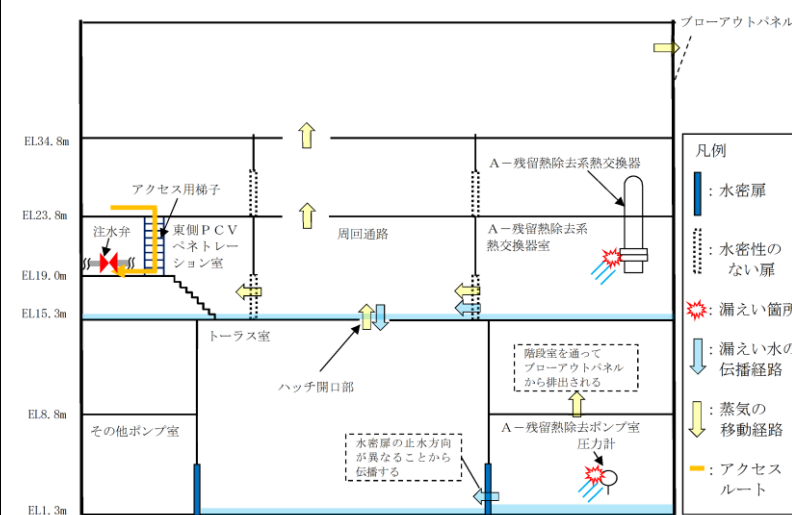 ブローアウトパネル
EL34.8m
A－残留熱除去系熱交換器
凡例
アクセス用梯子
：水密扉
EL23.8m
注水弁
東側PCV
ペネトレー
ション室
周回通路
A－残留熱除去系
熱交換器室
：水密性の
ない扉
EL19.0m
：漏えい箇所
EL15.3m
トーラス室
：漏えい水の
伝播経路
階段室を通って
ブローアウトパネル
から排出される
ハッチ開口部
：蒸気の
移動経路
EL8.8m
その他ポンプ室
A－残留熱除去ポンプ室
圧力計
水密扉の止水方向
が異なることから
伝播する
：アクセス
ルート
EL1.3m